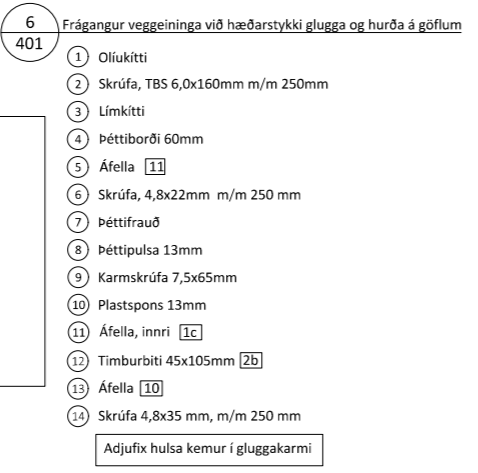 6
401
Frágangur veggeininga við hæðarstykki glugga og hurða á göflum
1 Olíukítti
2 Skrúfa, TBS 6,0x160mm m/m 250mm
3 Límkítti
4 Þéttiborði 60mm
5 Áfella 11
6 Skrúfa, 4,8x22mm m/m 250 mm
7 Þéttifrauð
8 Þéttipulsa 13mm
9 Karmskrúfa 7,5x65mm
10 Plastspons 13mm
11 Áfella, innri 1c
12 Timburbiti 45x105mm 2b
13 Áfella 10
14 Skrúfa 4,8x35 mm, m/m 250 mm
Adjufix hulsa kemur í gluggakarmi